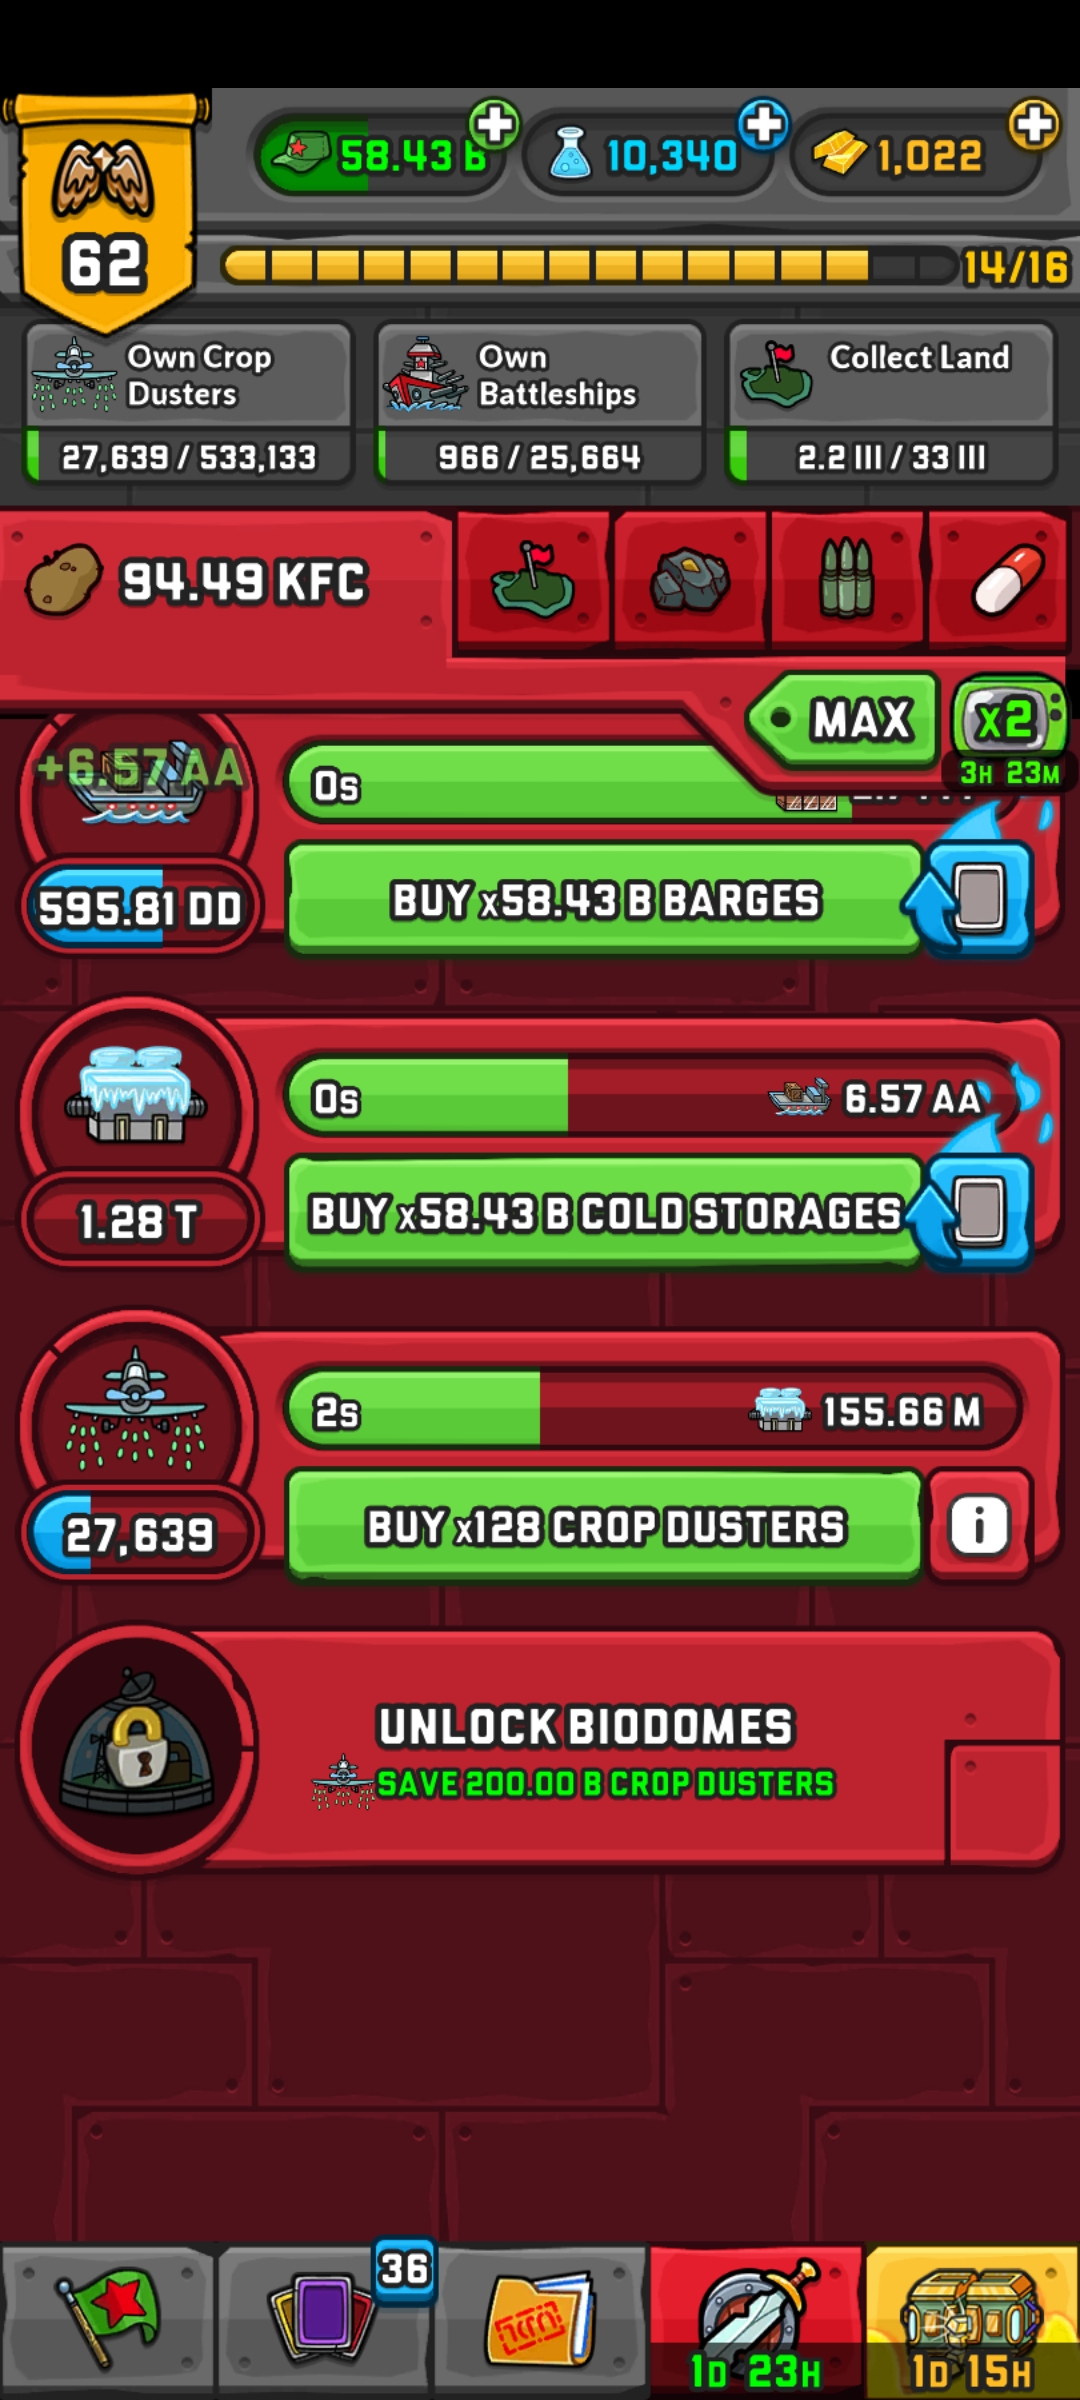 58.43 B
10,340
1,022
62
14/16
Own Crop
Dusters
27,639 / 533,133
Own
Battleships
966 / 25,664
Collect Land
2.2 III / 33 III
94.49 KFC
MAX
x2
3H 23M
+6.57 AA
0s
595.81 DD
BUY x58.43 B BARGES
0s
6.57 AA
1.28 T
BUY x58.43 B COLD STORAGES
2s
155.66 M
27,639
BUY x128 CROP DUSTERS
i
UNLOCK BIODOMES
SAVE 200.00 B CROP DUSTERS
36
1D 23H
1D 15H